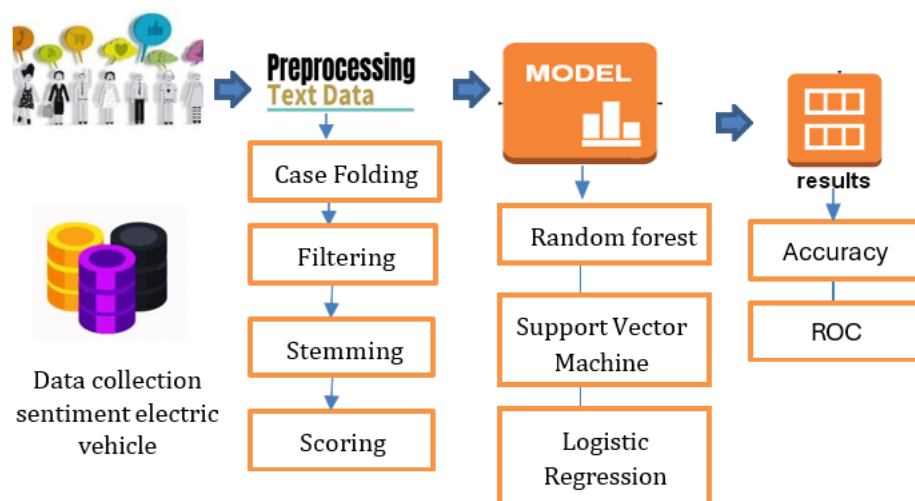 Preprocessing
Text Data
Case Folding
Filtering
Stemming
Scoring
Data collection
sentiment electric
vehicle
MODEL
Random forest
Support Vector
Machine
Logistic
Regression
results
Accuracy
ROC